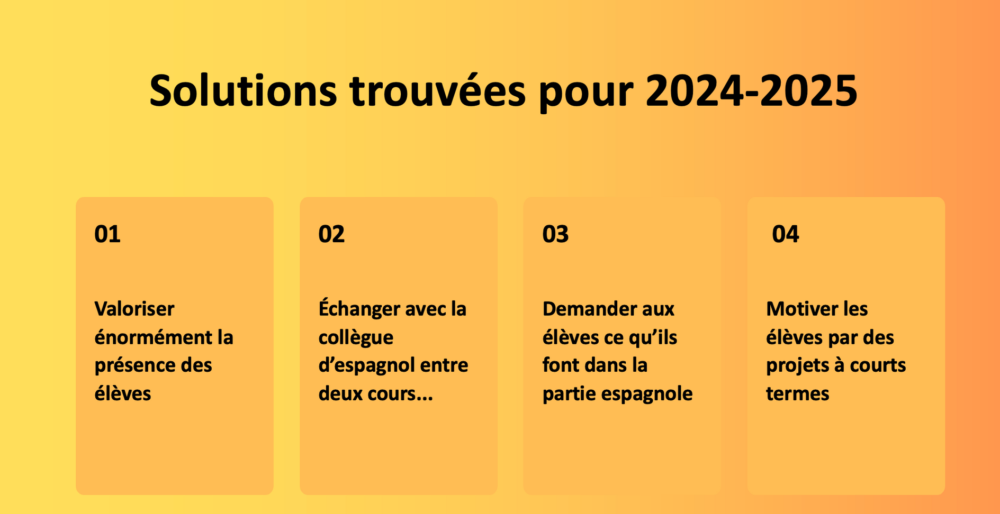 Solutions trouvées pour 2024-2025
01
Valoriser
énormément la
présence des
élèves
02
Échanger avec la
collègue
d’espagnol entre
deux cours...
03
Demander aux
élèves ce qu’ils
font dans la
partie espagnole
04
Motiver les
élèves par des
projets à courts
termes